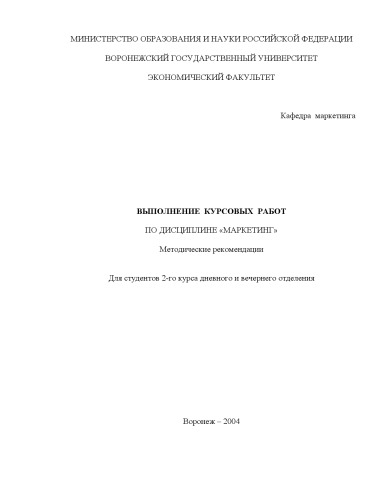 МИНИСТЕРСТВО ОБРАЗОВАНИЯ И НАУКИ РОССИЙСКОЙ ФЕДЕРАЦИИ
ВОРОНЕЖСКИЙ ГОСУДАРСТВЕННЫЙ УНИВЕРСИТЕТ
ЭКОНОМИЧЕСКИЙ ФАКУЛЬТЕТ
Кафедра маркетинга
ВЫПОЛНЕНИЕ КУРСОВЫХ РАБОТ
ПО ДИСЦИПЛИНЕ «МАРКЕТИНГ»
Методические рекомендации
Для студентов 2-го курса дневного и вечернего отделения
Воронеж – 2004